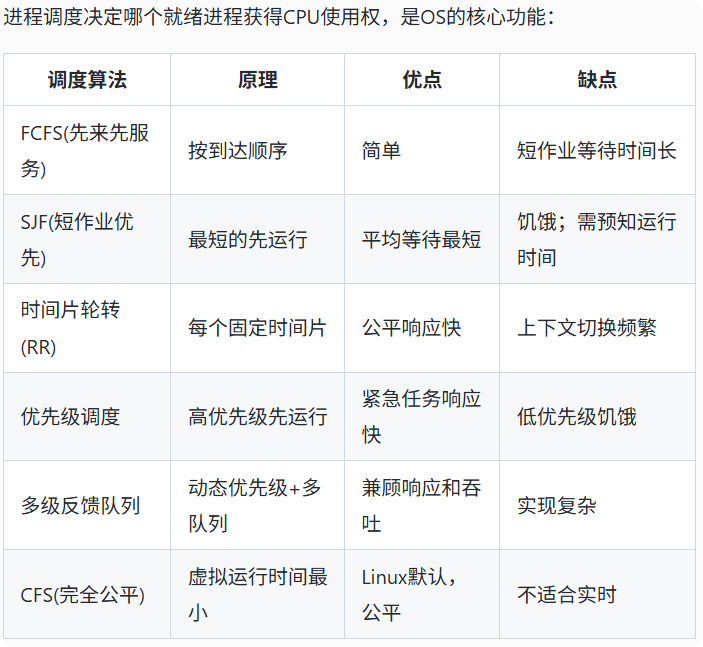 进程调度决定哪个就绪进程获得CPU使用权，是OS的核心功能：
调度算法 原理 优点 缺点
FCFS(先来先服务) 按到达顺序 简单 短作业等待时间长
SJF(短作业优先) 最短的先运行 平均等待最短 饥饿；需预知运行时间
时间片轮转(RR) 每个固定时间片 公平响应快 上下文切换频繁
优先级调度 高优先级先运行 紧急任务响应快 低优先级饥饿
多级反馈队列 动态优先级+多队列 兼顾响应和吞吐 实现复杂
CFS(完全公平) 虚拟运行时间最小 Linux默认，公平 不适合实时